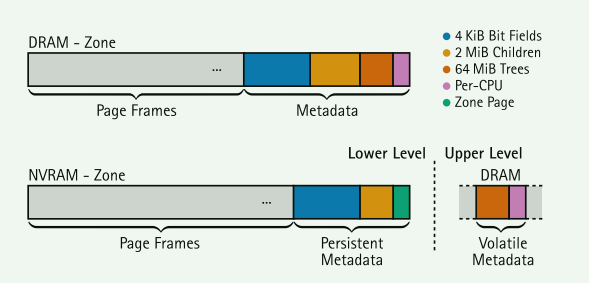 DRAM - Zone
...
Page Frames
Metadata
4 KiB Bit Fields
2 MiB Children
64 MiB Trees
Per-CPU
Zone Page
Lower Level
Upper Level
NVRAM - Zone
DRAM
...
Page Frames
Persistent
Metadata
Volatile
Metadata